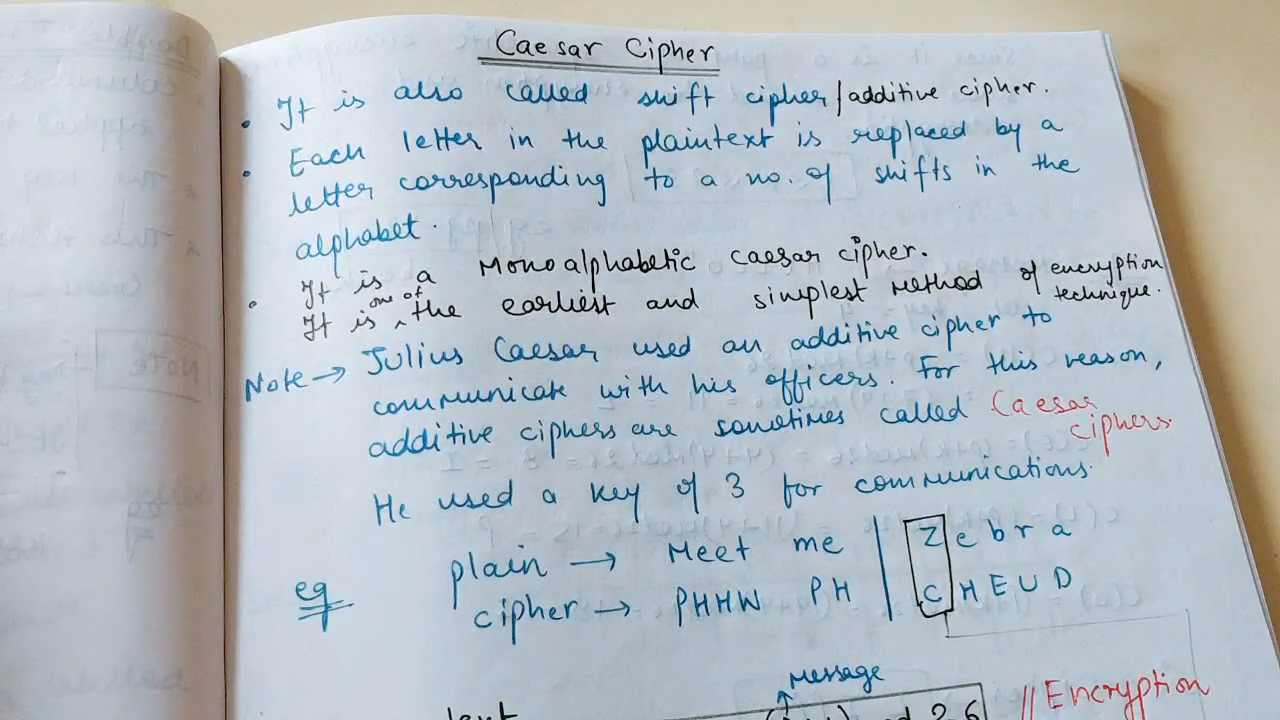 Caesar Cipher
• It is also called shift cipher/additive cipher.
• Each letter in the plaintext is replaced by a
letter corresponding to a no. of shifts in the
alphabet.
• It is a Monoalphabetic caesar cipher.
It is one of the earliest and simplest method of encryption technique.
Note → Julius Caesar used an additive cipher to
communicate with his officers. For this reason,
additive ciphers are sometimes called Caesar
ciphers.
He used a key of 3 for communications.
eg plain → Meet me | Zebra
cipher → PHHW PH | CHEUD
Message
mod 26 // Encryption